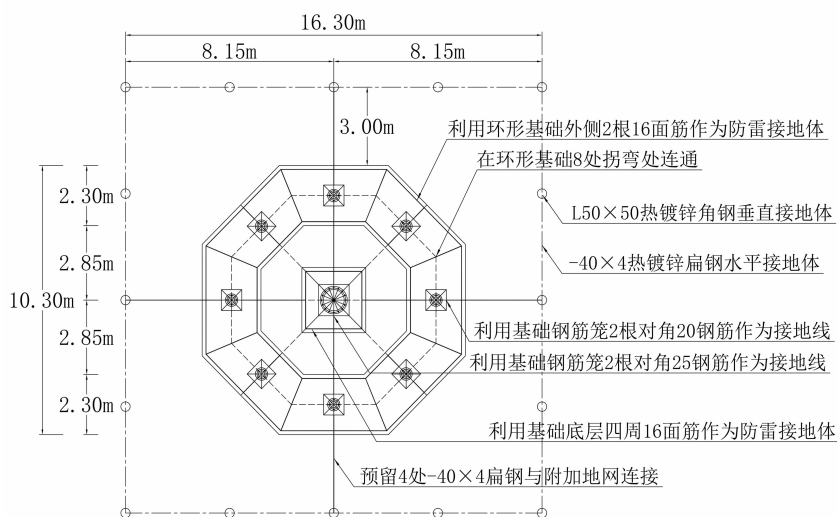 16.30m
8.15m
8.15m
3.00m
利用环形基础外侧2根16面筋作为防雷接地体
在环形基础8处拐弯处连通
2.30m
L50×50热镀锌角钢垂直接地体
2.85m
-40×4热镀锌扁钢水平接地体
10.30m
利用基础钢筋笼2根对角20钢筋作为接地线
2.85m
利用基础钢筋笼2根对角25钢筋作为接地线
2.30m
利用基础底层四周16面筋作为防雷接地体
预留4处-40×4扁钢与附加地网连接